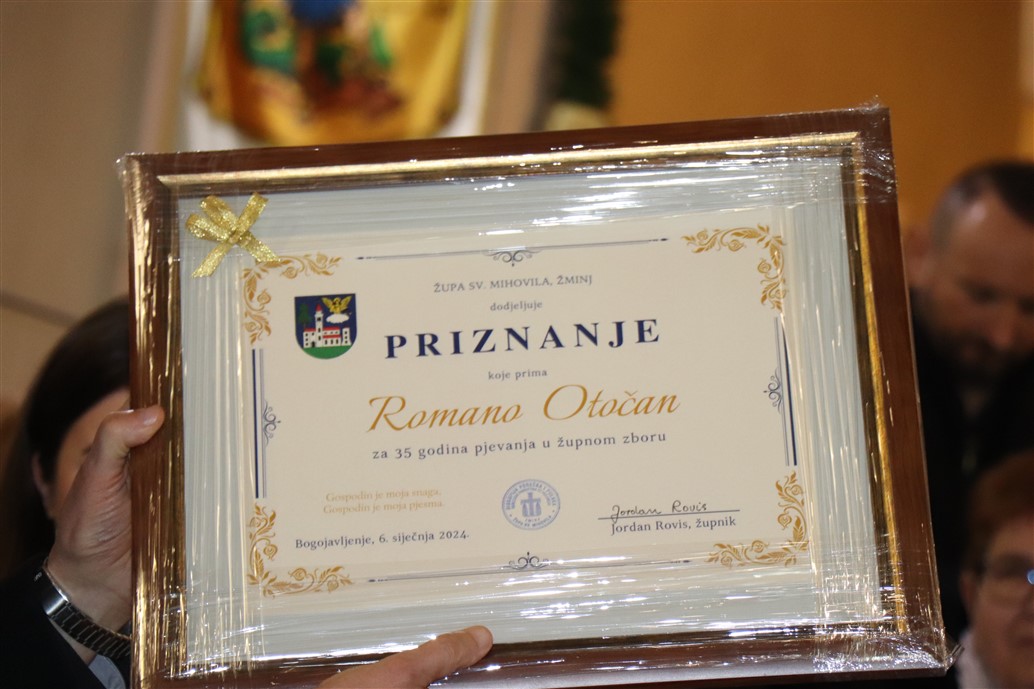 ŽUPA SV. MIHOVILA, ŽMINJ
dodjeljuje
PRIZNANJE
koje prima
Romano Otočan
za 35 godina pjevanja u župnom zboru
Gospodin je moja snaga,
Gospodin je moja pjesma.
Bogojavljenje, 6. siječnja 2024.
Jordan Rovis
Jordan Rovis, župnik